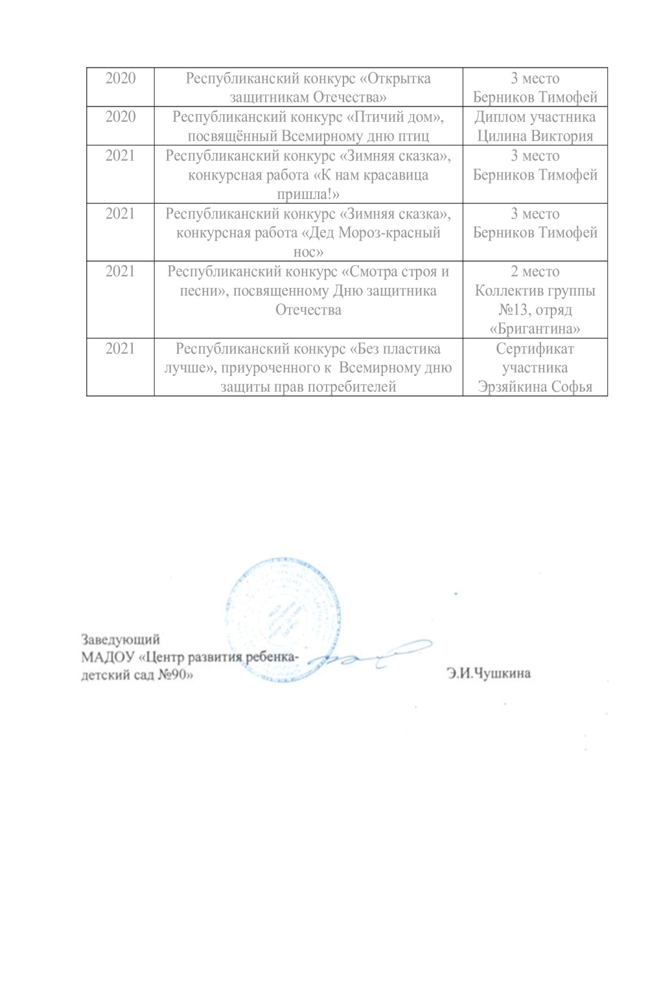 2020
Республиканский конкурс «Открытка
защитникам Отечества»
3 место
Берников Тимофей
2020
Республиканский конкурс «Птичий дом»,
посвящённый Всемирному дню птиц
Диплом участника
Цилина Виктория
2021
Республиканский конкурс «Зимняя сказка»,
конкурсная работа «К нам красавица
пришла!»
3 место
Берников Тимофей
2021
Республиканский конкурс «Зимняя сказка»,
конкурсная работа «Дед Мороз-красный
нос»
3 место
Берников Тимофей
2021
Республиканский конкурс «Смотра строя и
песни», посвященному Дню защитника
Отечества
2 место
Коллектив группы
№13, отряд
«Бригантина»
2021
Республиканский конкурс «Без пластика
лучше», приуроченного к Всемирному дню
защиты прав потребителей
Сертификат
участника
Эрзяйкина Софья
Заведующий
МАДОУ «Центр развития ребенка-
детский сад №90»
Э.И.Чушкина